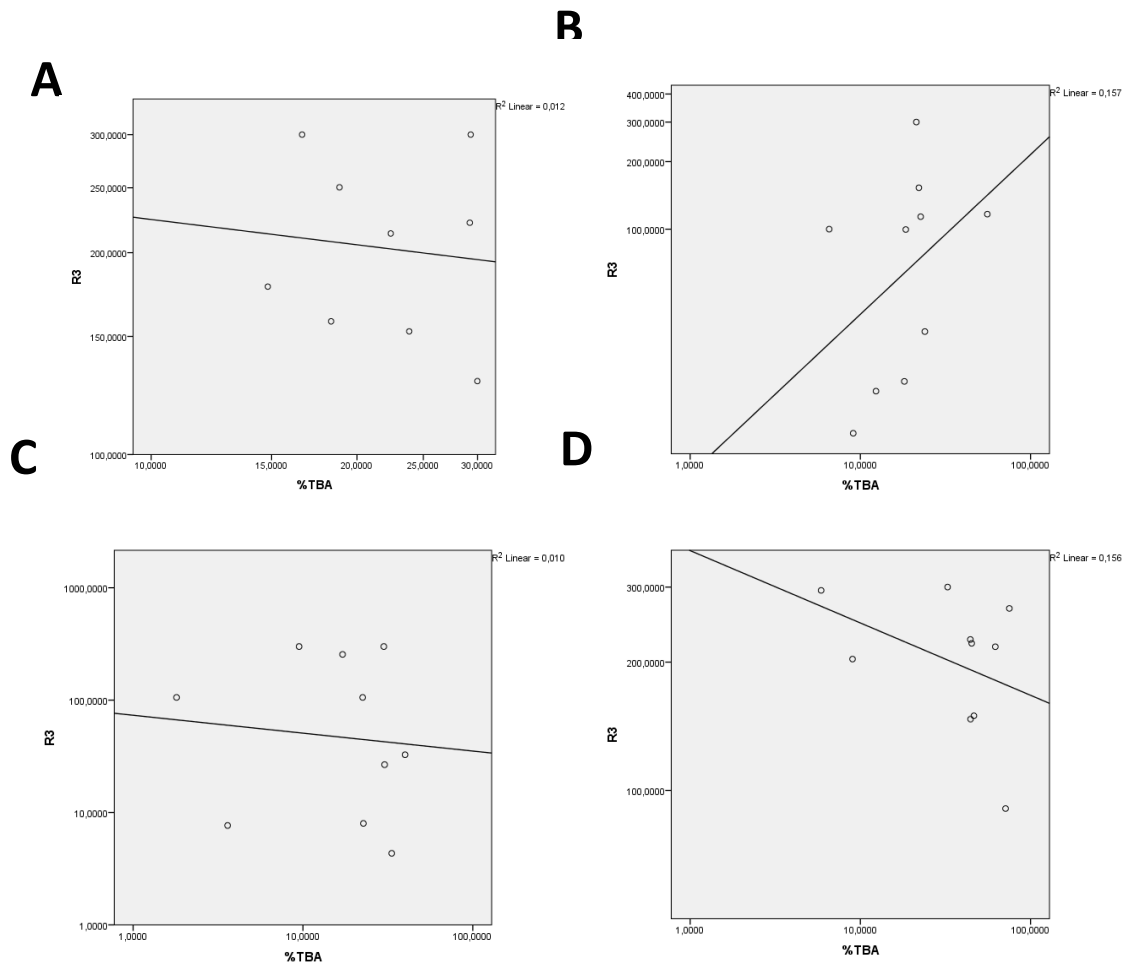 A
R² Linear = 0,012
300,0000
250,0000
200,0000
150,0000
100,0000
R3
10,0000 15,0000 20,0000 25,0000 30,0000
%TBA
B
R² Linear = 0,157
400,0000
300,0000
200,0000
100,0000
R3
1,0000 10,0000 100,0000
%TBA
C
R² Linear = 0,010
1000,0000
100,0000
10,0000
1,0000
R3
1,0000 10,0000 100,0000
%TBA
D
R² Linear = 0,156
300,0000
200,0000
100,0000
R3
1,0000 10,0000 100,0000
%TBA